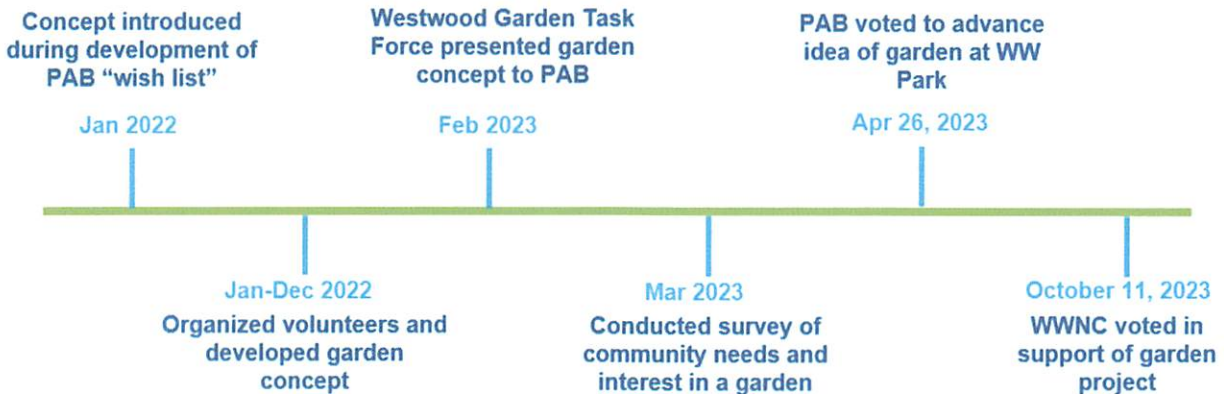 Concept introduced
during development of
PAB “wish list”
Jan 2022
Westwood Garden Task
Force presented garden
concept to PAB
Feb 2023
PAB voted to advance
idea of garden at WW
Park
Apr 26, 2023
Jan-Dec 2022
Organized volunteers and
developed garden
concept
Mar 2023
Conducted survey of
community needs and
interest in a garden
October 11, 2023
WWNC voted in
support of garden
project